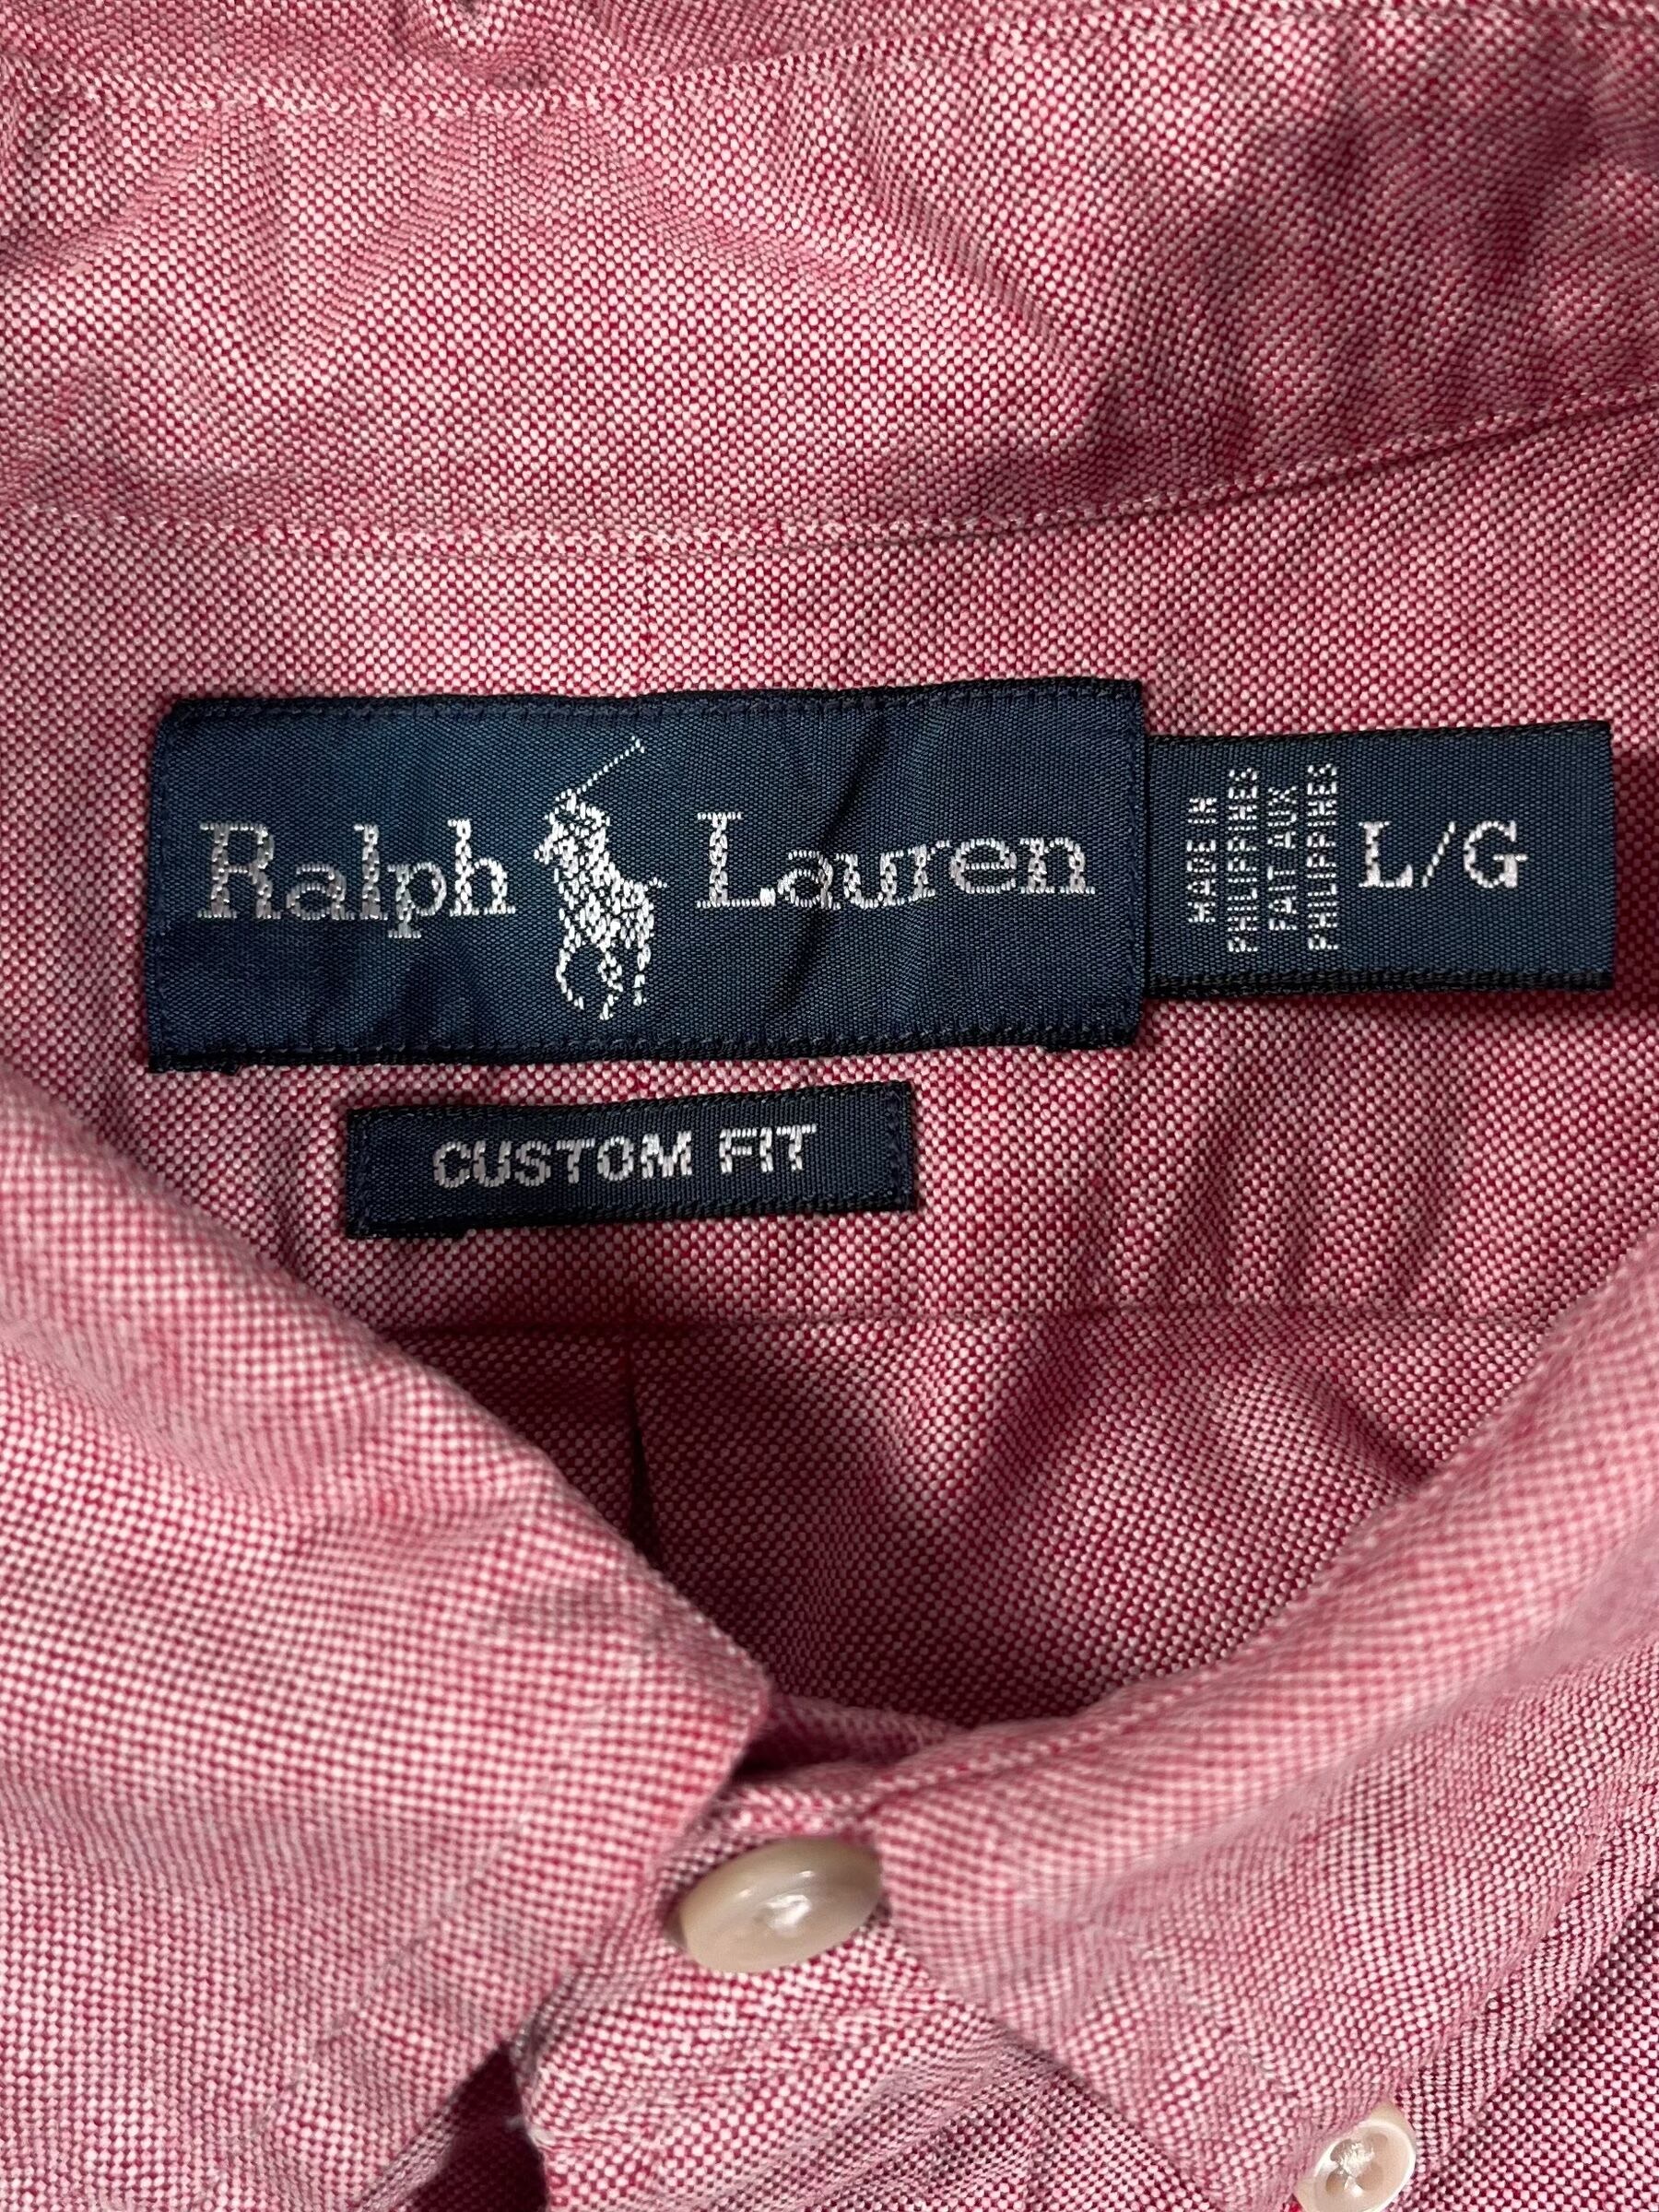 Ralph Lauren
MADE IN
PHILIPPINES
FAIT AUX
PHILIPPINES
L/G
CUSTOM FIT